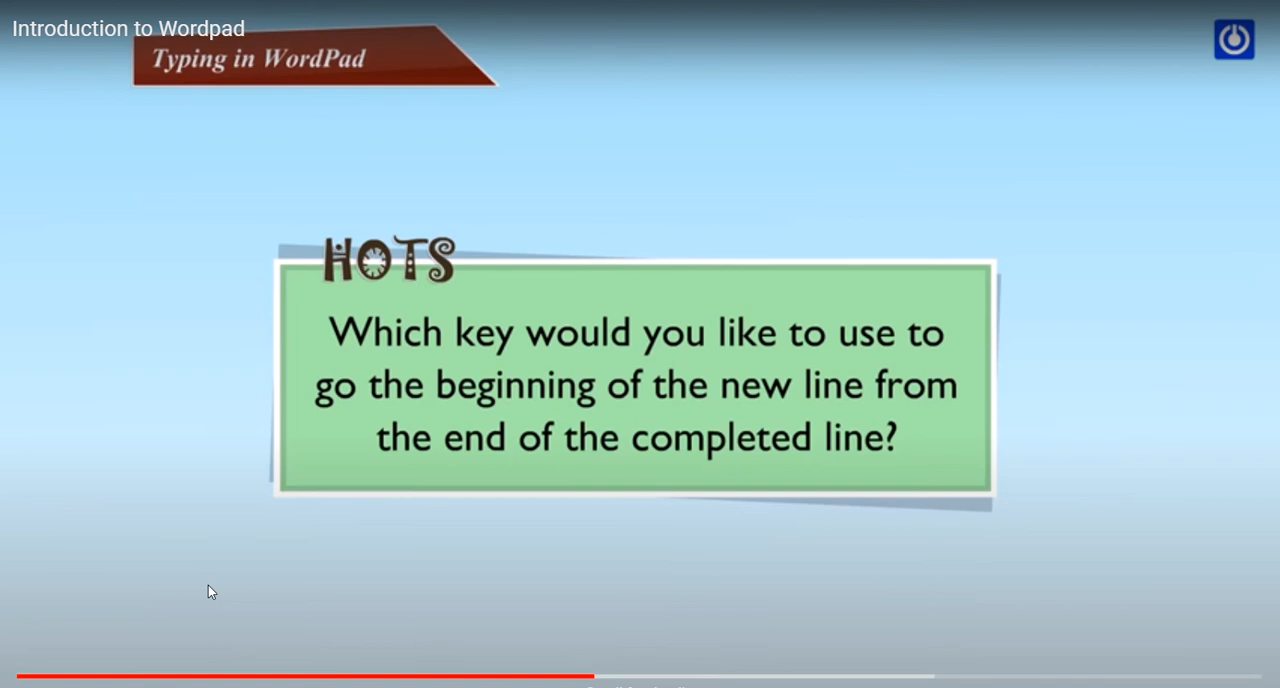 Introduction to Wordpad
Typing in WordPad
HOTS
Which key would you like to use to
go the beginning of the new line from
the end of the completed line?